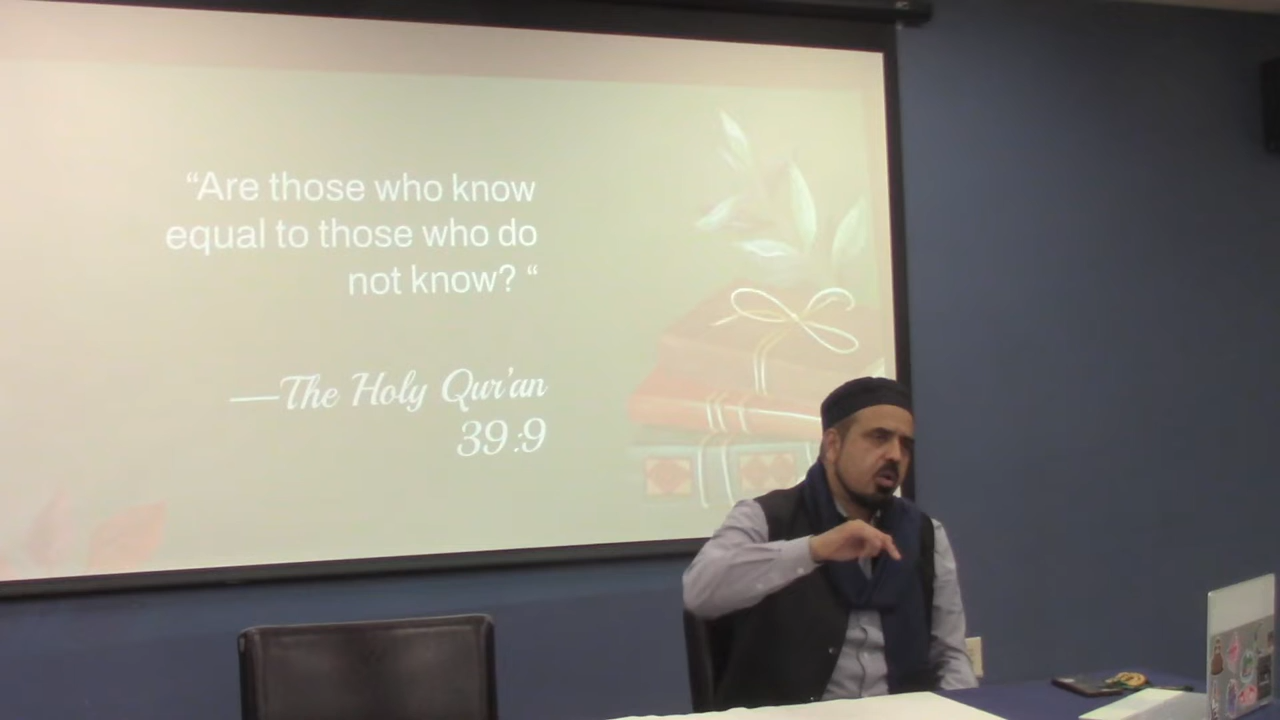 “Are those who know
equal to those who do
not know? “
—The Holy Qur'an
39:9